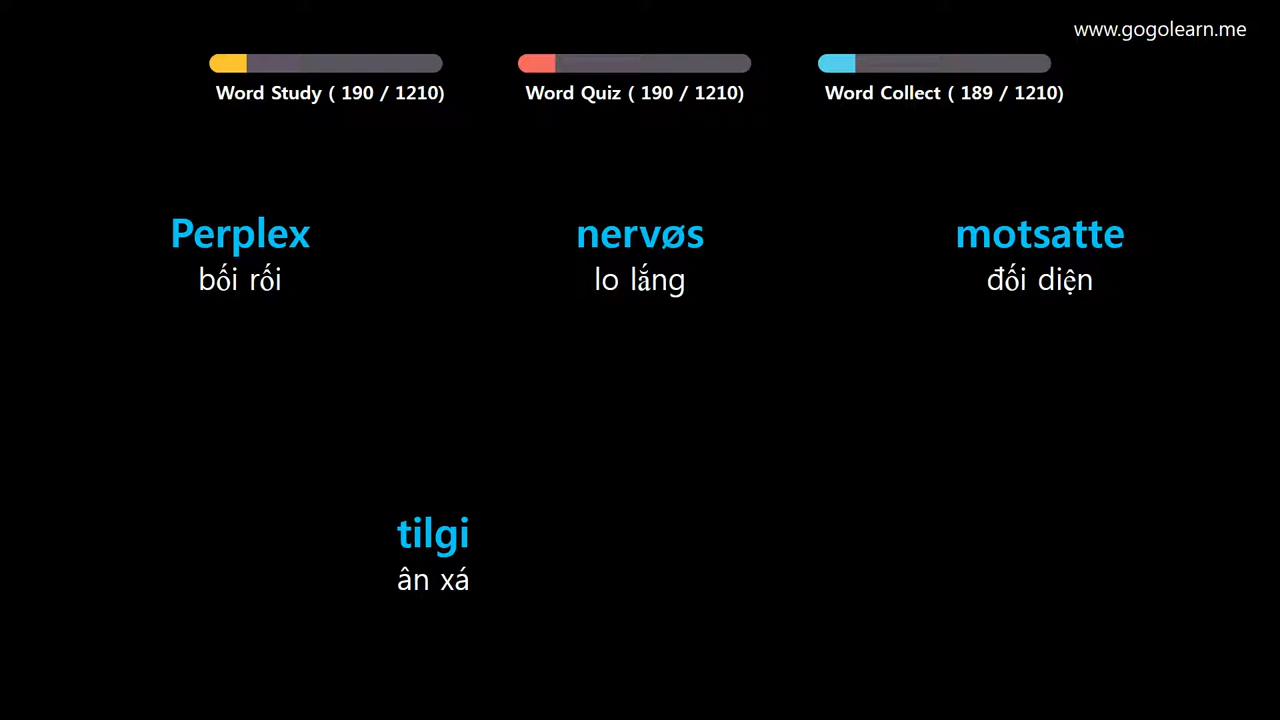 www.gogolearn.me
Word Study ( 190 / 1210)
Word Quiz ( 190 / 1210)
Word Collect ( 189 / 1210)
Perplex
bối rối
nervøs
lo lắng
motsatte
đối diện
tilgi
ân xá